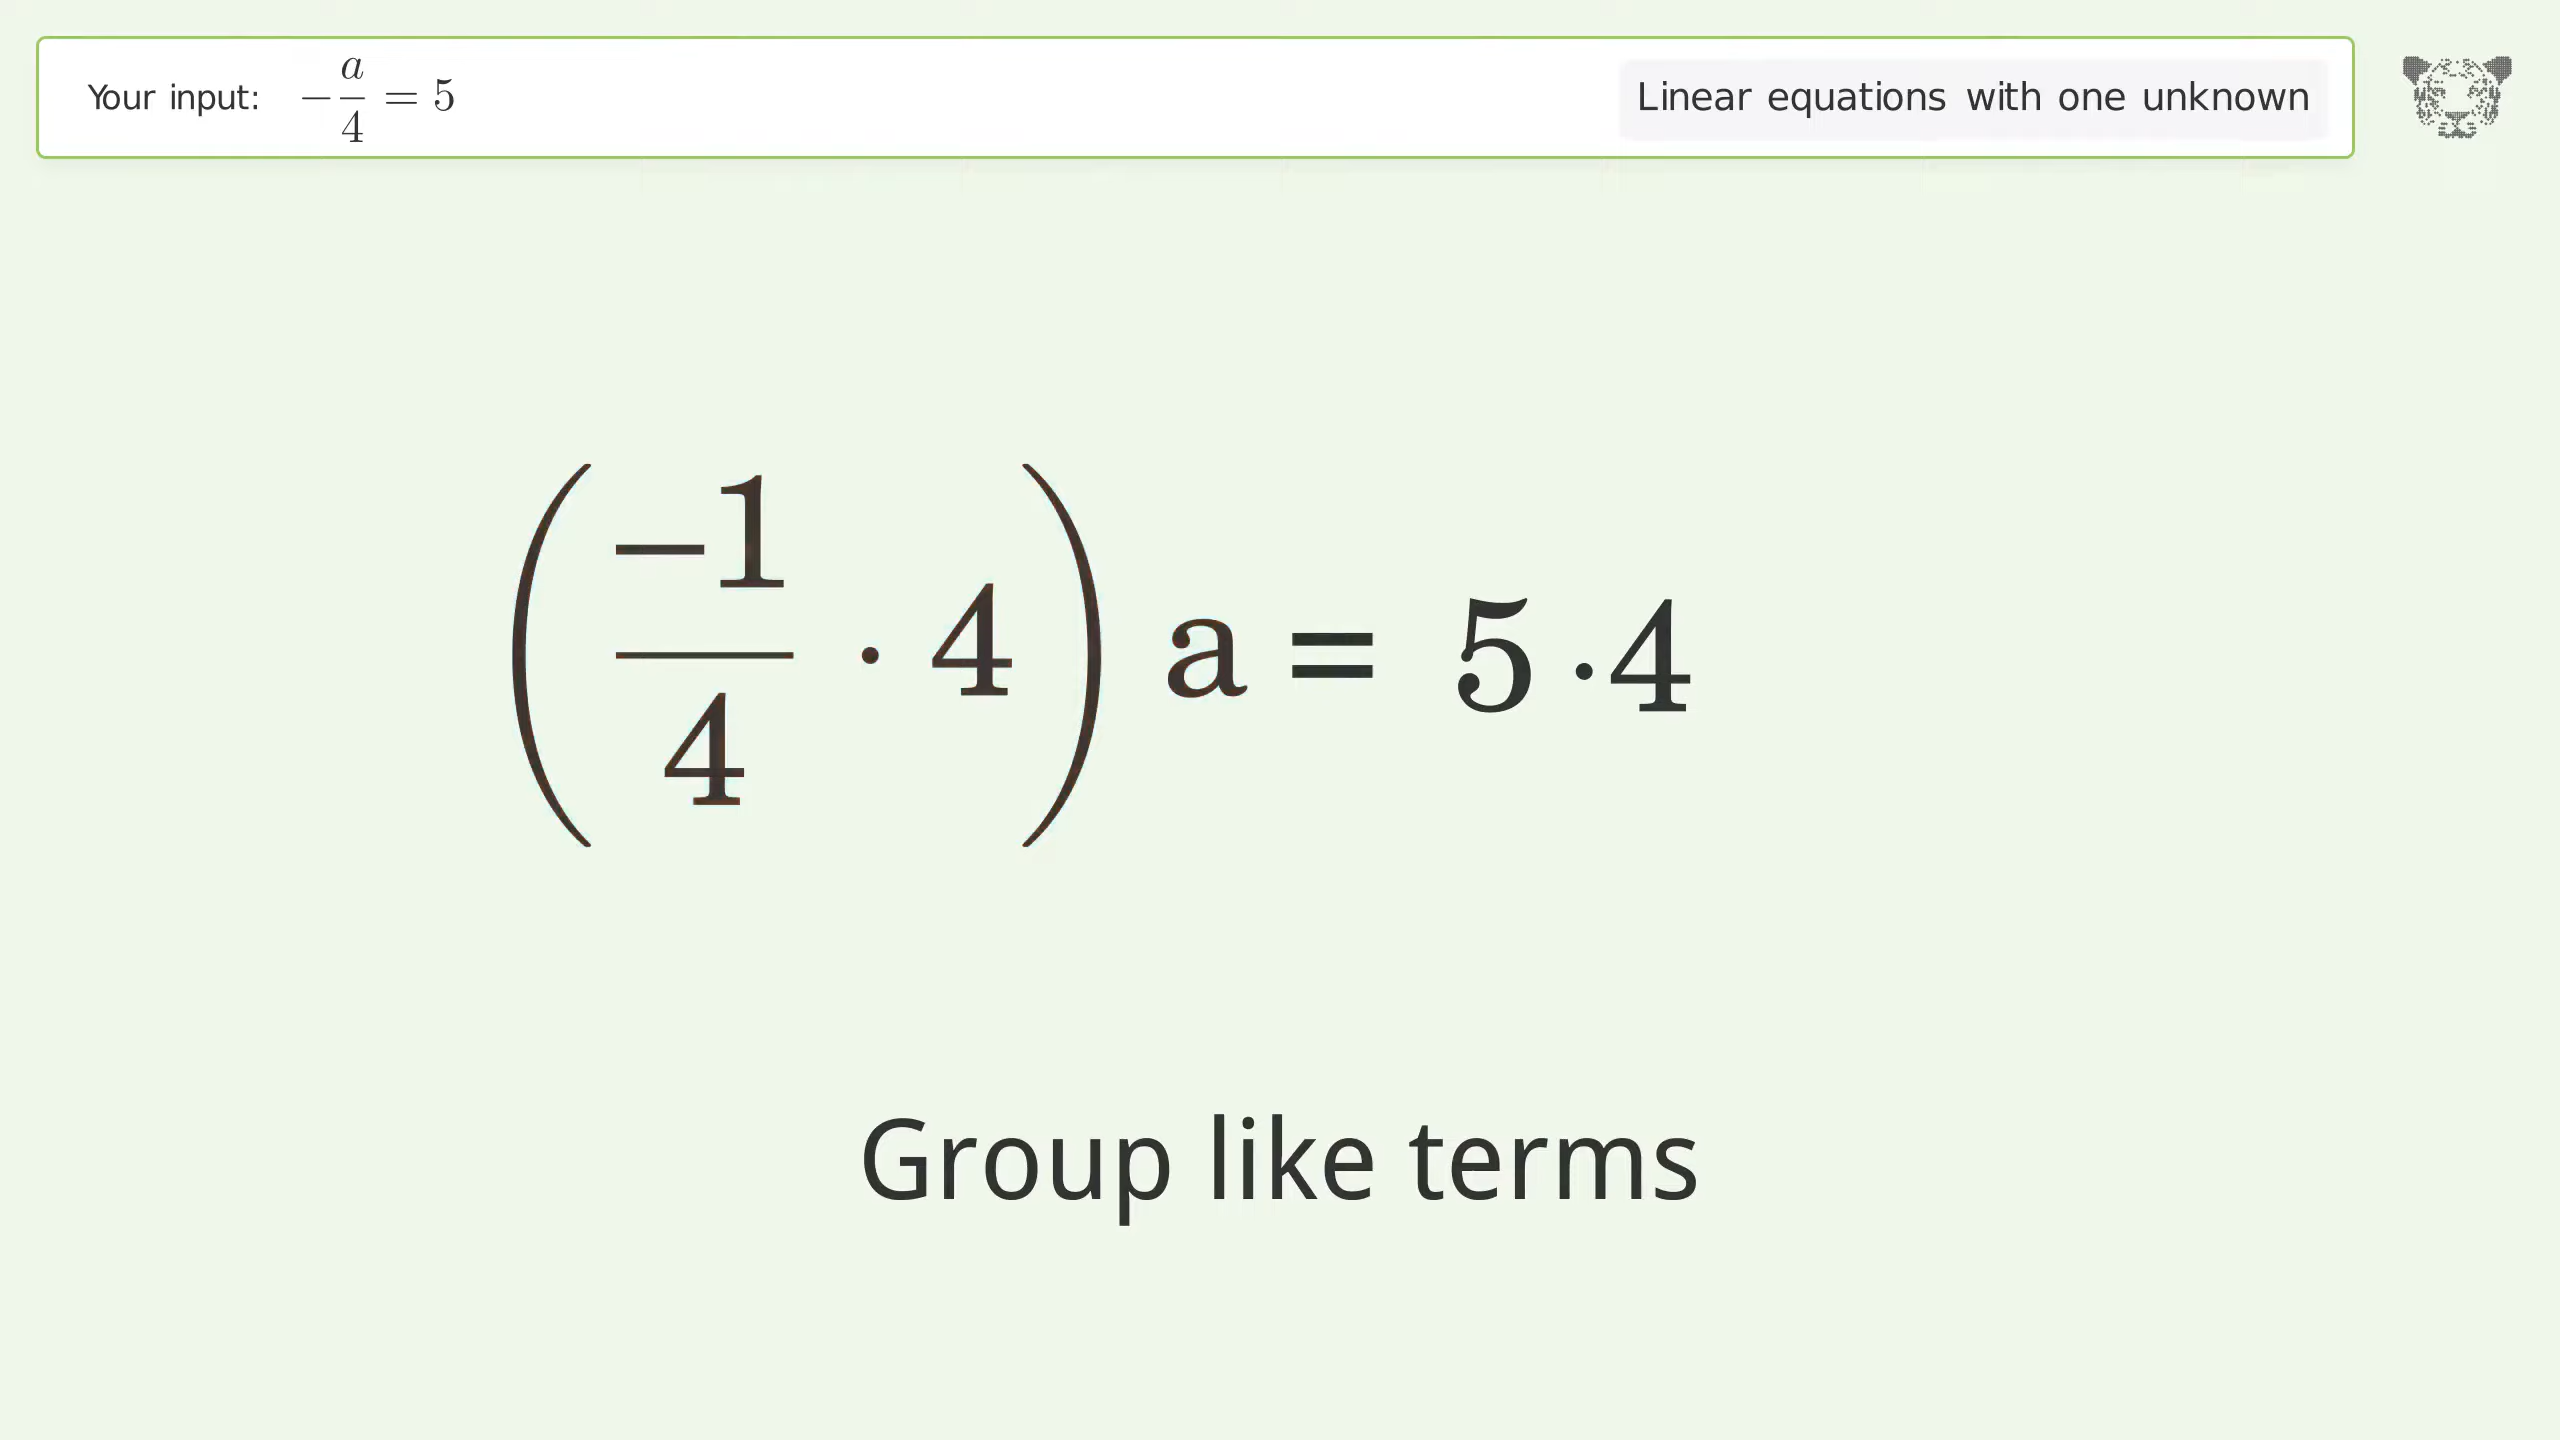 Your input: −a/4 = 5
Linear equations with one unknown
(−1/4 · 4) a = 5 · 4
Group like terms